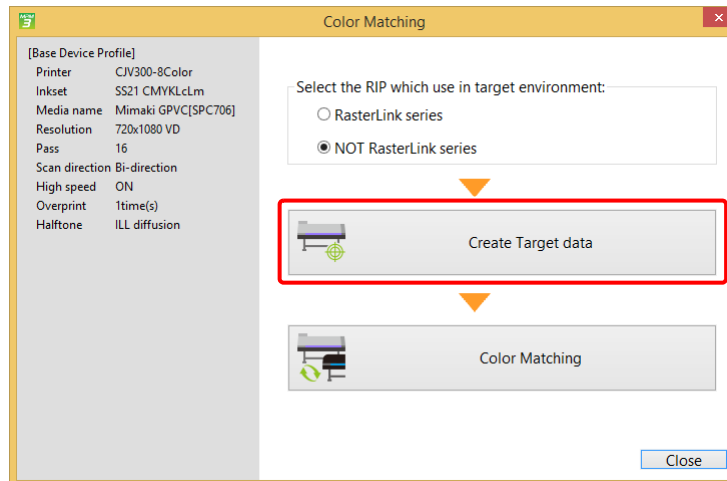 Color Matching
[Base Device Profile]
Printer CJV300-8Color
Inkset SS21 CMYKLcLm
Media name Mimaki GPVC[SPC706]
Resolution 720x1080 VD
Pass 16
Scan direction Bi-direction
High speed ON
Overprint 1time(s)
Halftone ILL diffusion
Select the RIP which use in target environment:
RasterLink series
NOT RasterLink series
Create Target data
Color Matching
Close